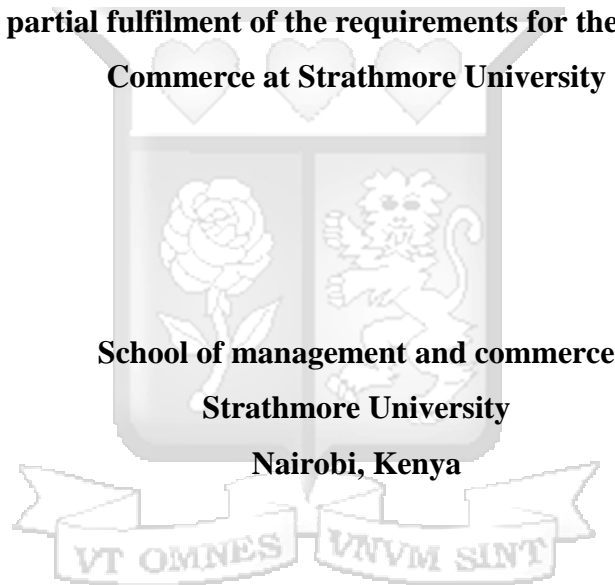 partial fulfilment of the requirements for the
Commerce at Strathmore University
School of management and commerce
Strathmore University
Nairobi, Kenya
VT OMNES VNVM SINT